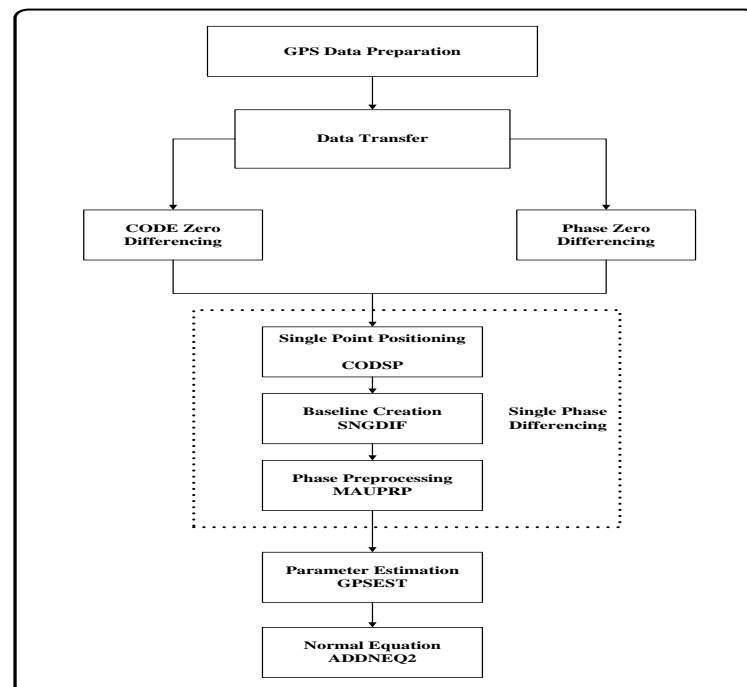 GPS Data Preparation
Data Transfer
CODE Zero
Differencing
Phase Zero
Differencing
Single Point Positioning
CODSP
Baseline Creation
SNGDIF
Single Phase
Differencing
Phase Preprocessing
MAUPRP
Parameter Estimation
GPSEST
Normal Equation
ADDNEQ2